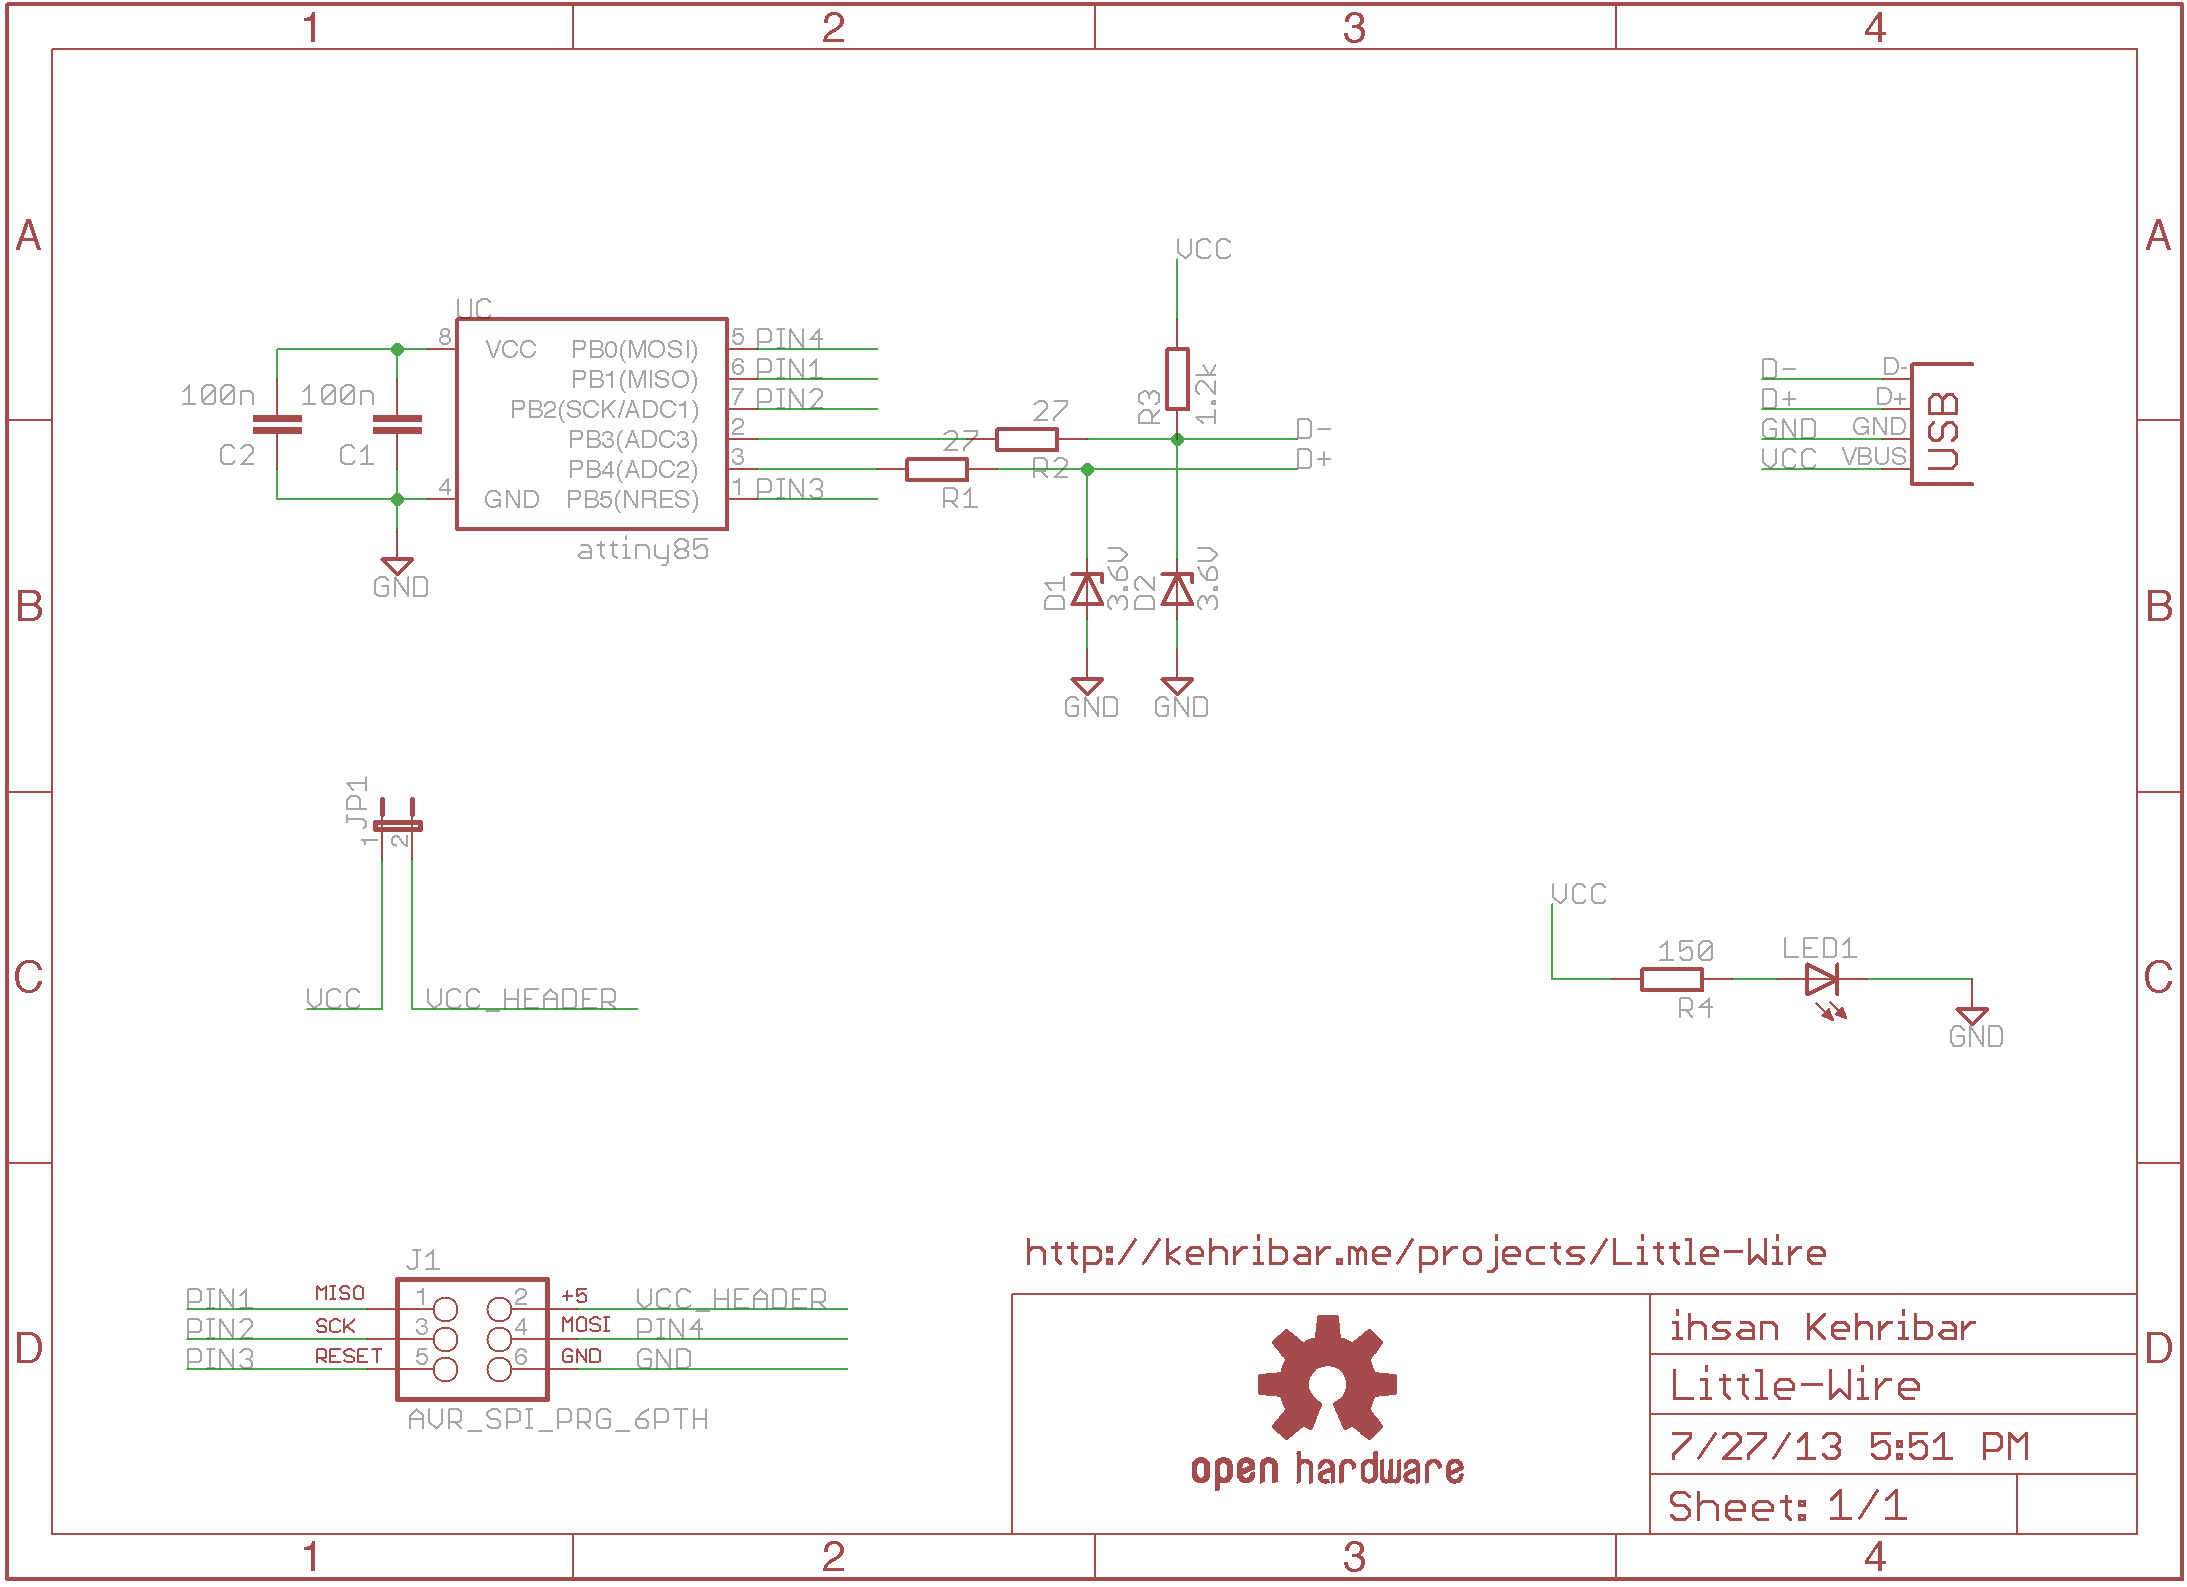 1 2 3 4
A A
VCC
UC
8 VCC PB0(MOSI) 5 PIN4
PB1(MISO) 6 PIN1
PB2(SCK/ADC1) 7 PIN2
PB3(ADC3) 2
PB4(ADC2) 3
4 GND PB5(NRES) 1 PIN3
attiny85
100n 100n
C2 C1
GND
R3 1.2k
27
27
R2
R1
D-
D+
D- D-
D+ D+
GND GND
VCC VBUS
USB
B B
D1 3.6V D2 3.6V
GND GND
JP1
1 2
VCC VCC_HEADER
C C
VCC
150 LED1
R4
GND
http://kehribar.me/projects/Little-Wire
J1
PIN1 MISO 1 2 +5 VCC_HEADER
PIN2 SCK 3 4 MOSI PIN4
PIN3 RESET 5 6 GND GND
AVR_SPI_PRG_6PTH
D D
open hardware
ihsan Kehribar
Little-Wire
7/27/13 5:51 PM
Sheet: 1/1
1 2 3 4